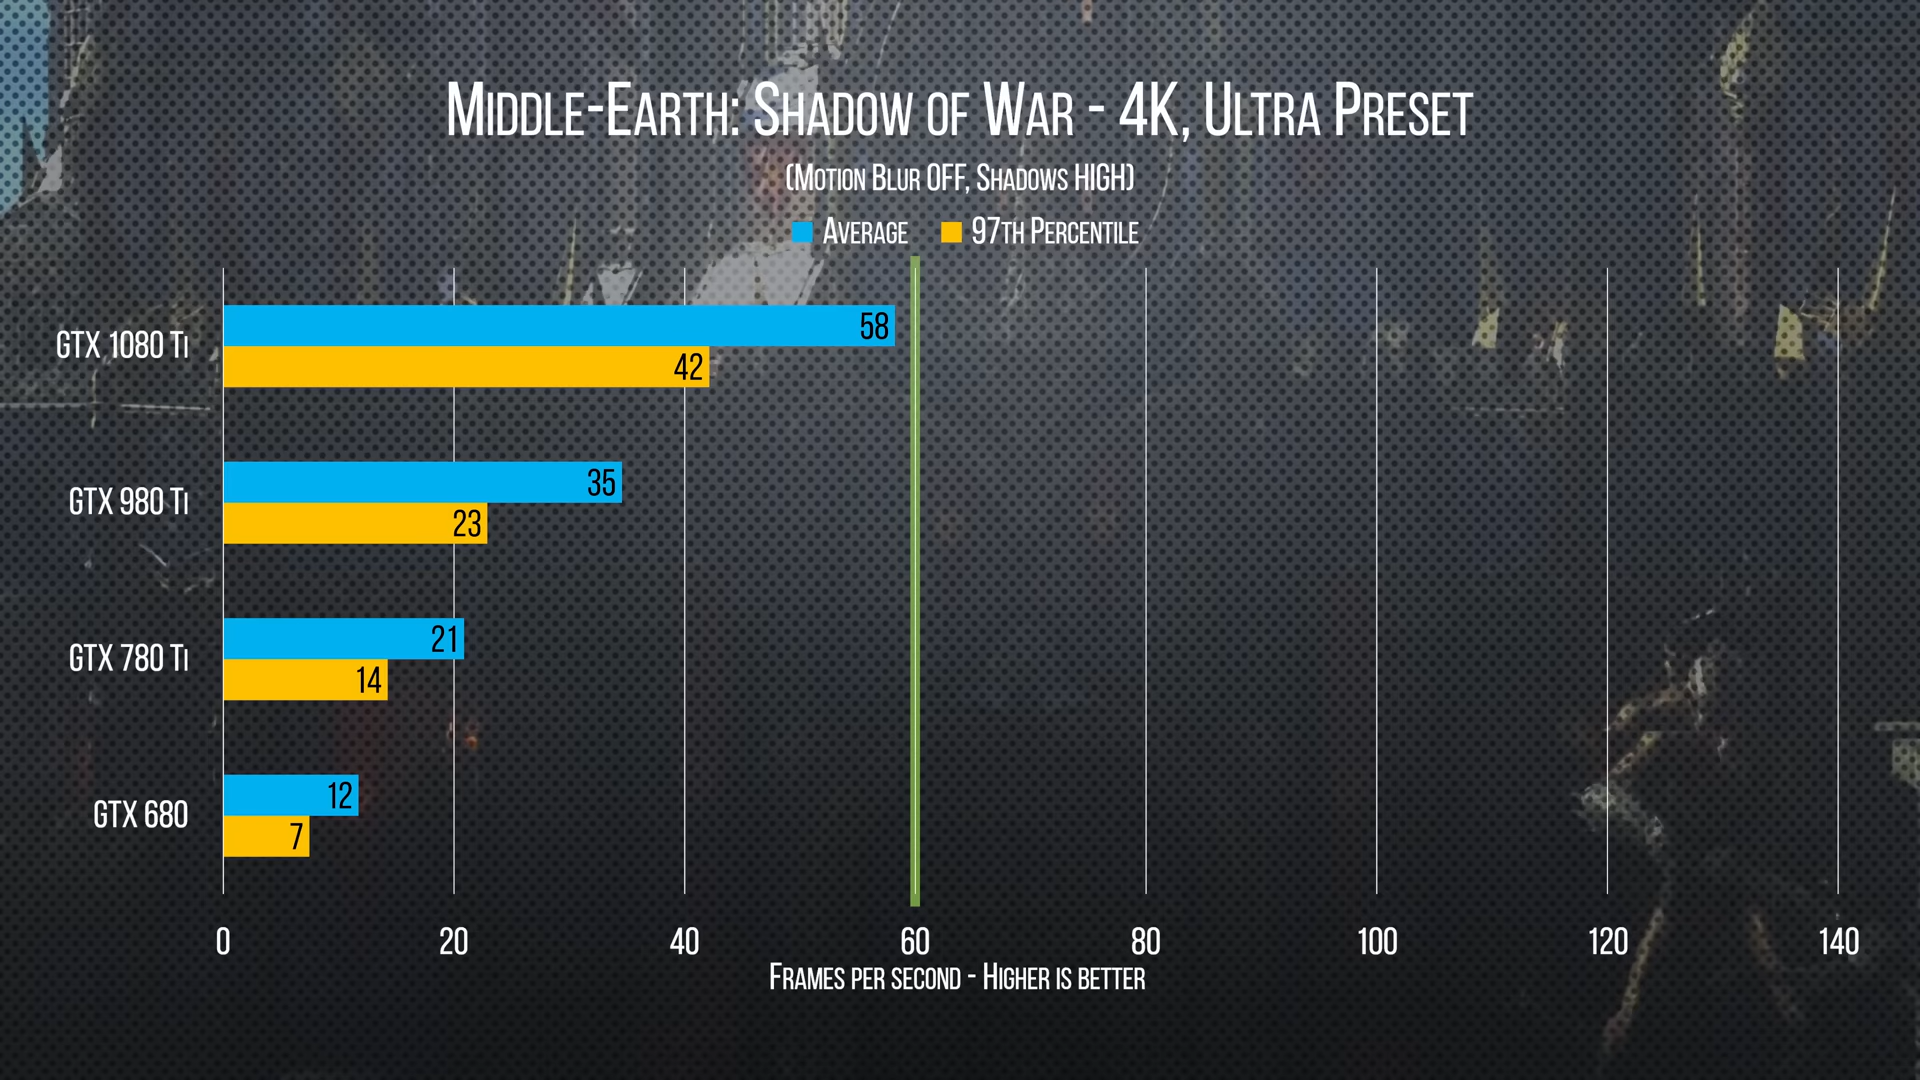 Middle-Earth: Shadow of War - 4K, Ultra Preset
(Motion Blur OFF, Shadows HIGH)
Average 97th Percentile
GTX 1080 Ti 58
42
GTX 980 Ti 35
23
GTX 780 Ti 21
14
GTX 680 12
7
0 20 40 60 80 100 120 140
Frames per second - Higher is better